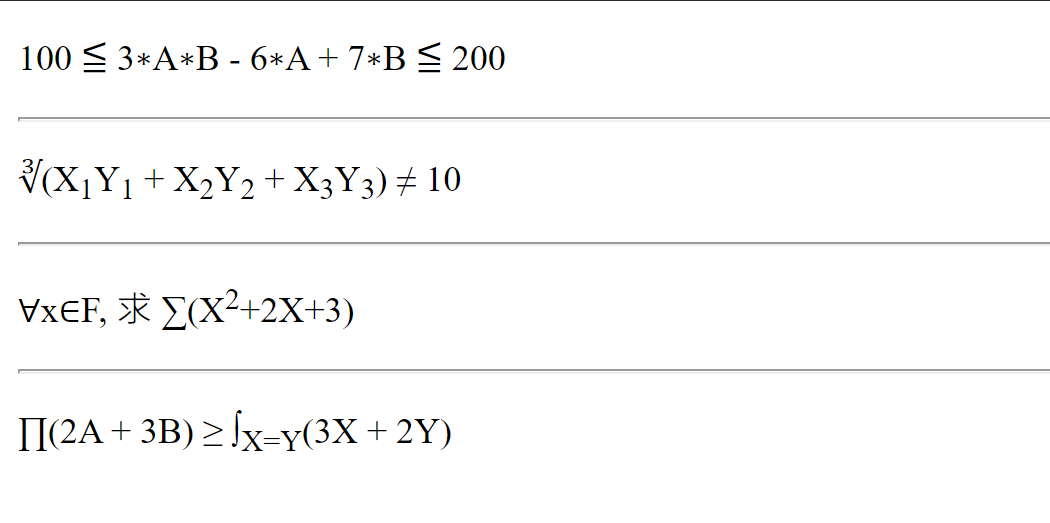 100 ≦ 3*A*B - 6*A + 7*B ≦ 200
∛(X₁Y₁ + X₂Y₂ + X₃Y₃) ≠ 10
∀x∈F, 求 ∑(X²+2X+3)
∏(2A + 3B) ≥ ∫X=Y(3X + 2Y)